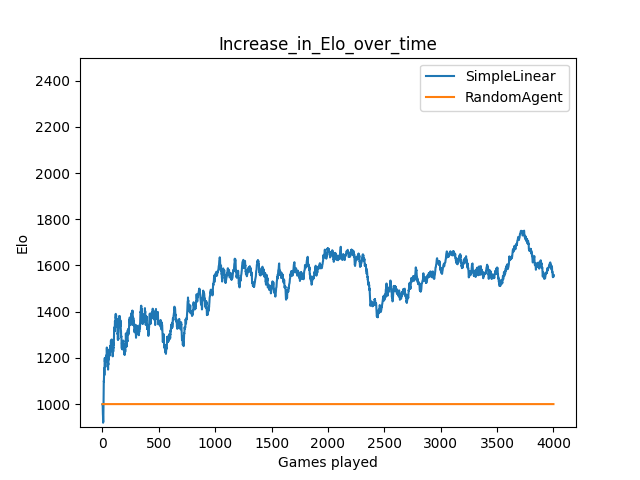 Increase_in_Elo_over_time
SimpleLinear
RandomAgent
2400
2200
2000
1800
1600
1400
1200
1000
Elo
0 500 1000 1500 2000 2500 3000 3500 4000
Games played